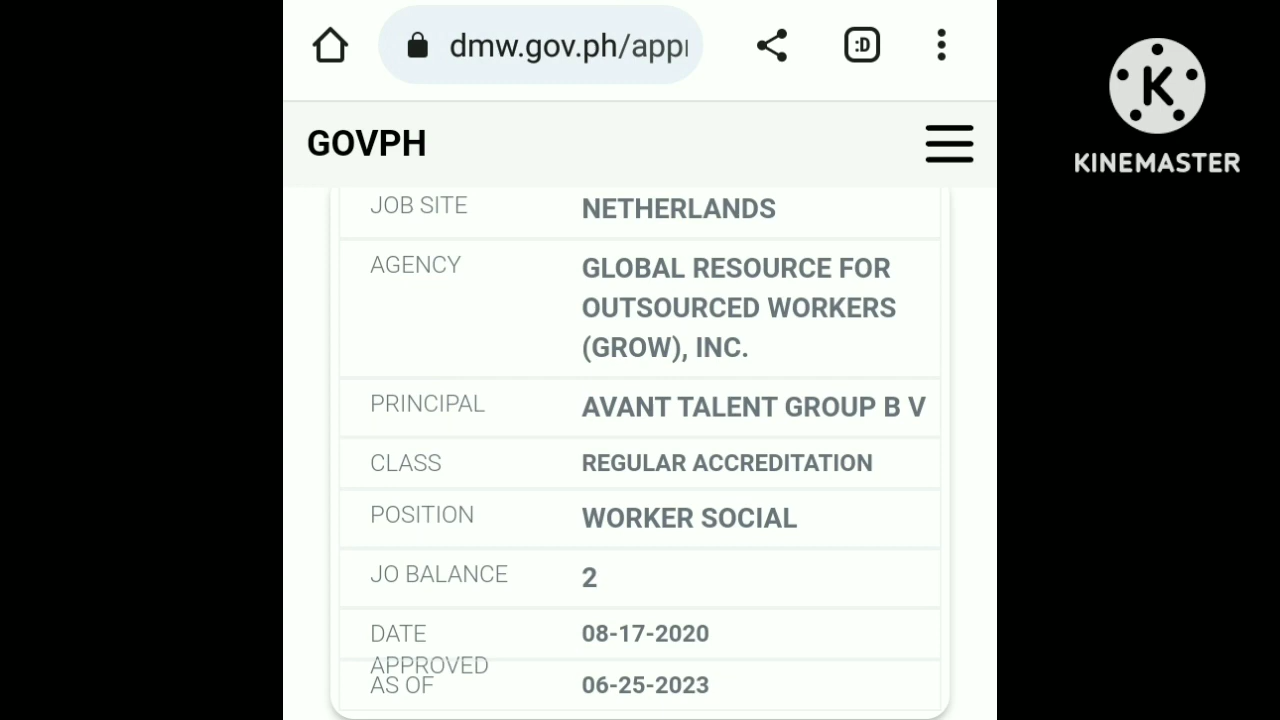 dmw.gov.ph/app
:D
K
KINEMASTER
GOVPH
JOB SITE NETHERLANDS
AGENCY GLOBAL RESOURCE FOR
OUTSOURCED WORKERS
(GROW), INC.
PRINCIPAL AVANT TALENT GROUP B V
CLASS REGULAR ACCREDITATION
POSITION WORKER SOCIAL
JO BALANCE 2
DATE 08-17-2020
APPROVED
AS OF 06-25-2023